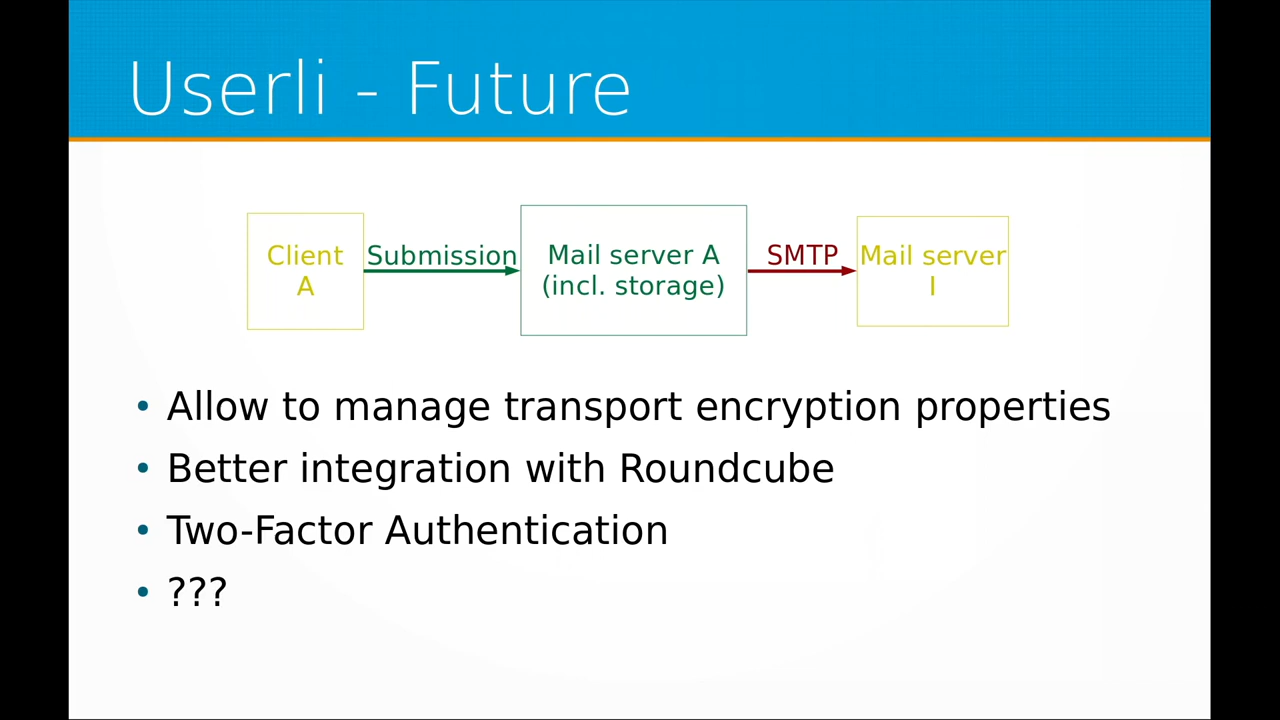 Userli - Future
Client
A
Submission
Mail server A
(incl. storage)
SMTP
Mail server
I
• Allow to manage transport encryption properties
• Better integration with Roundcube
• Two-Factor Authentication
• ???